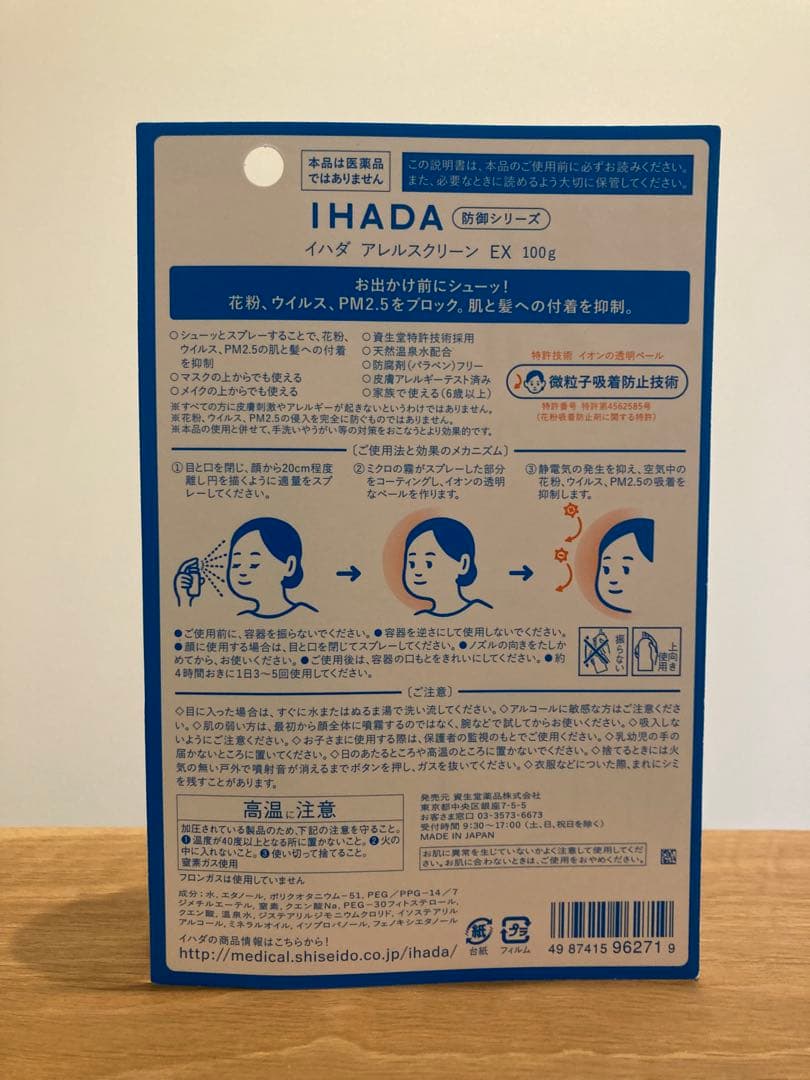 本品は医薬品
ではありません
この説明書は、本品のご使用前に必ずお読みください。
また、必要なときに読めるよう大切に保管してください。
IHADA 防御シリーズ
イハダ アレルスクリーン EX 100g
お出かけ前にシューッ!
花粉、ウイルス、PM2.5をブロック。肌と髪への付着を抑制。
○シューッとスプレーすることで、花粉、
ウイルス、PM2.5の肌と髪への付着
を抑制
○マスクの上からでも使える
○メイクの上からでも使える
○資生堂特許技術採用
○天然温泉水配合
○防腐剤(パラベン)フリー
○皮膚アレルギーテスト済み
○家族で使える(6歳以上)
※すべての方に皮膚刺激やアレルギーが起きないというわけではありません。
※花粉、ウイルス、PM2.5の侵入を完全に防ぐものではありません。
※本品の使用と併せて、手洗いやうがい等の対策をおこなうとより効果的です。
特許技術 イオンの透明ベール
微粒子吸着防止技術
特許番号 特許第4562585号
(花粉吸着防止剤に関する特許)
〔ご使用法と効果のメカニズム〕
①目と口を閉じ、顔から20cm程度
離し円を描くように適量をスプ
レーしてください。
②ミクロの霧がスプレーした部分
をコーティングし、イオンの透明
なベールを作ります。
③静電気の発生を抑え、空気中の
花粉、ウイルス、PM2.5の吸着を
抑制します。
●ご使用前に、容器を振らないでください。●容器を逆さにして使用しないでください。
●顔に使用する場合は、目と口を閉じてスプレーしてください。●ノズルの向きをたしか
めてから、お使いください。●ご使用後は、容器の口もとをきれいにしてください。●約
4時間おきに1日3〜5回使用してください。
振らない
上向き
使用
〔ご注意〕
◇目に入った場合は、すぐに水またはぬるま湯で洗い流してください。◇アルコールに敏感な方はご注意くださ
い。◇肌の弱い方は、最初から顔全体に噴霧するのではなく、腕などで試してからお使いください。◇吸入しな
いようにご注意ください。◇お子さまに使用する際は、保護者の監視のもとでご使用ください。◇乳幼児の手の
届かないところに置いてください。◇日のあたるところや高温のところに置かないでください。◇捨てるときには火
気の無い戸外で噴射音が消えるまでボタンを押し、ガスを抜いてください。◇衣服などについた際、まれにシミ
を残すことがあります。
高温に注意
加圧されている製品のため、下記の注意を守ること。
❶温度が40度以上となる所に置かないこと。❷火の
中に入れないこと。❸使い切って捨てること。
窒素ガス使用
フロンガスは使用していません
発売元 資生堂薬品株式会社
東京都中央区銀座7-5-5
お客さま窓口 03-3573-6673
受付時間 9:30〜17:00(土、日、祝日を除く)
MADE IN JAPAN
お肌に異常を生じていないかよく注意して使用してくだ
さい。お肌に合わないときは、ご使用をおやめください。
成分:水、エタノール、ポリクオタニウム-51、PEG/PPG-14/7
ジメチルエーテル、窒素、クエン酸Na、PEG-30フィトステロール、
クエン酸、温泉水、ジステアリルジモニウムクロリド、イソステアリル
アルコール、ミネラルオイル、イソプロパノール、フェノキシエタノール
イハダの商品情報はこちらから!
http://medical.shiseido.co.jp/ihada/
紙
台紙
プラ
フィルム
4 987415 962719